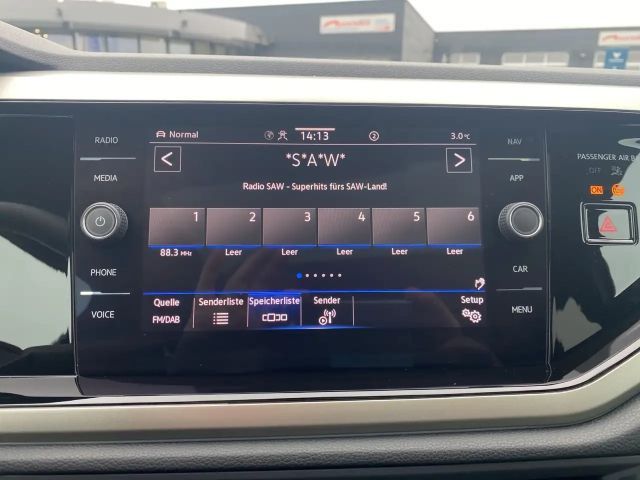 RADIO
MEDIA
PHONE
VOICE
Normal
14:13
2
3.0°C
*S*A*W*
Radio SAW - Superhits fürs SAW-Land!
1 2 3 4 5 6
88.3 MHz Leer Leer Leer Leer Leer
Quelle Senderliste Speicherliste Sender Setup
FM/DAB
NAV
APP
CAR
MENU
PASSENGER AIR B
OFF
ON